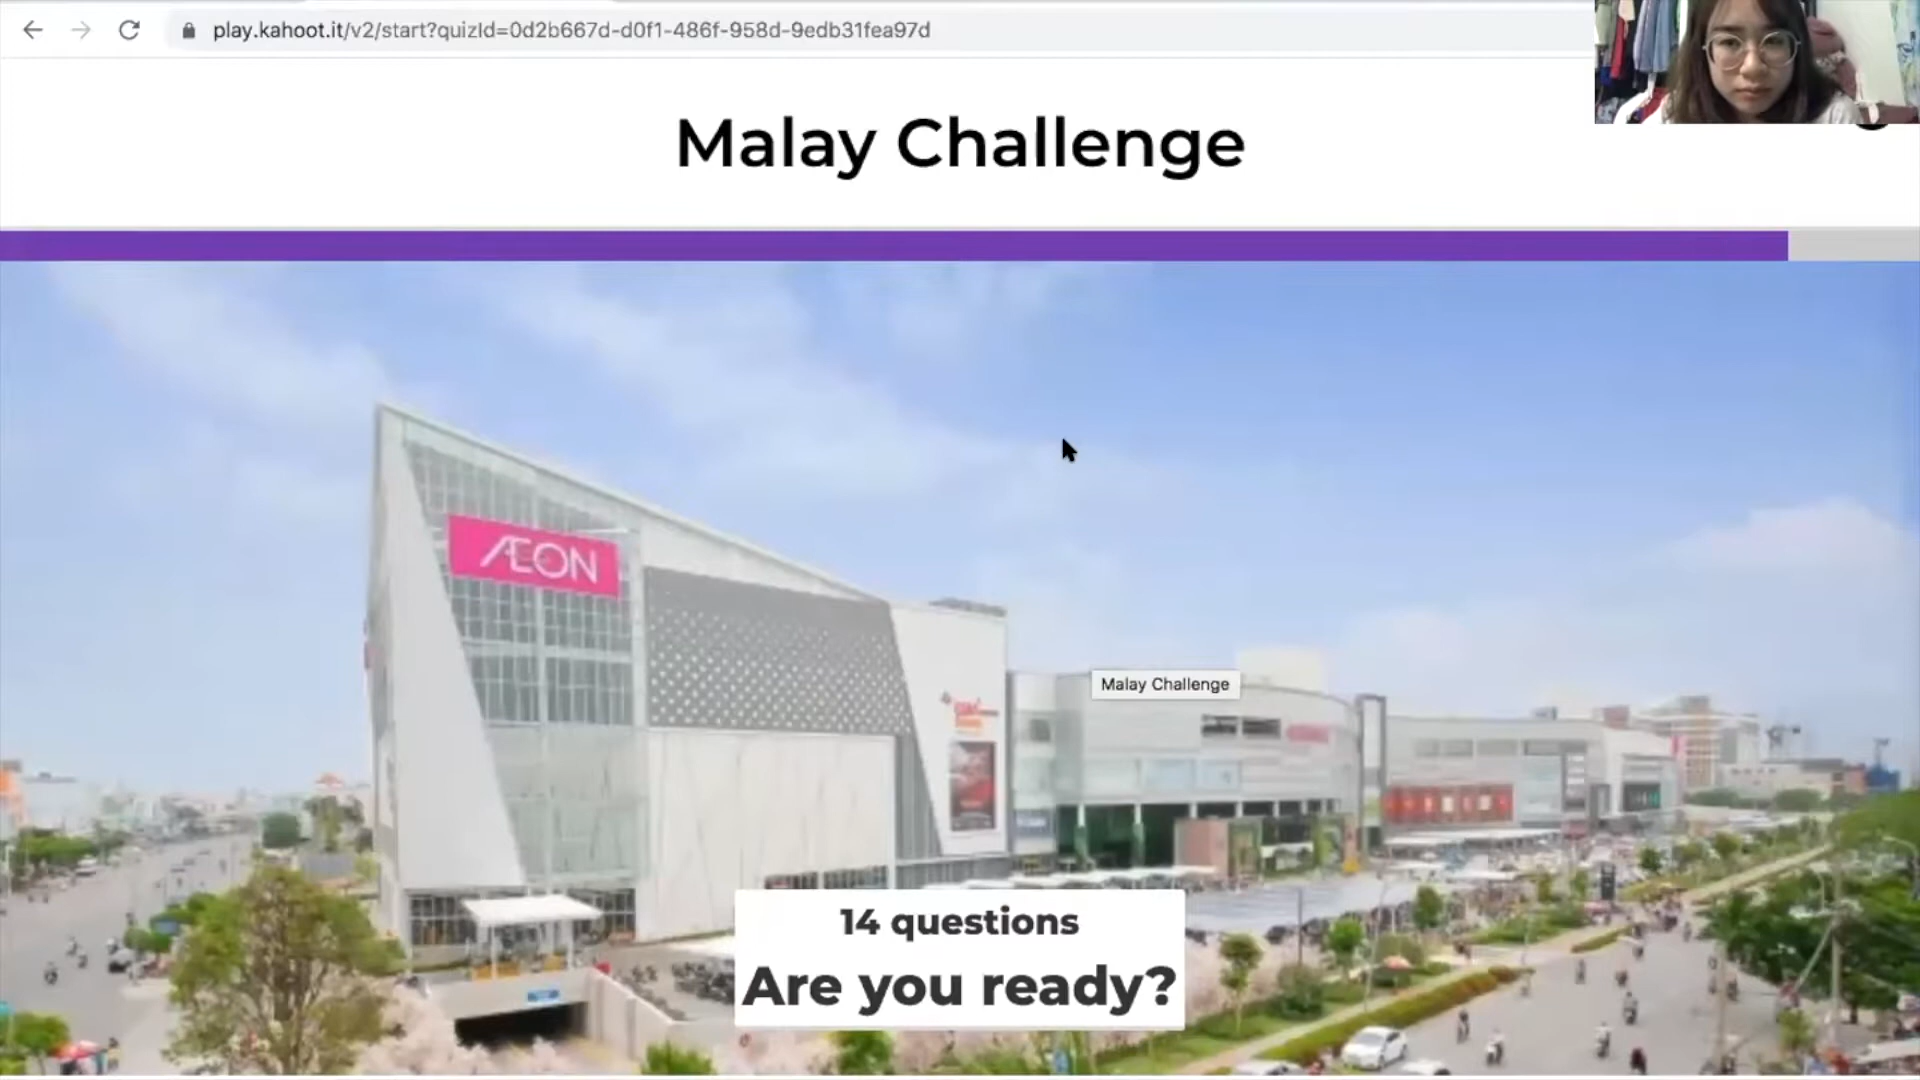 play.kahoot.it/v2/start?quizId=0d2b667d-d0f1-486f-958d-9edb31fea97d
Malay Challenge
ÆON
Malay Challenge
14 questions
Are you ready?